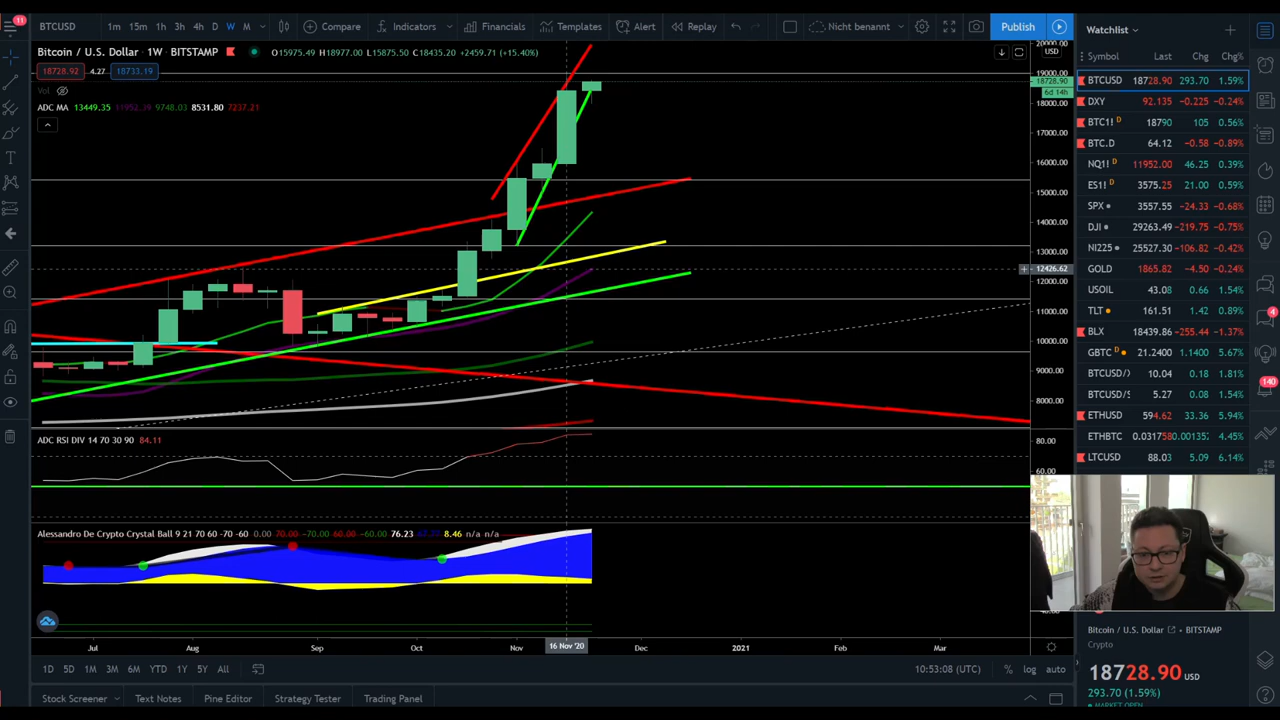 11
BTCUSD
1m 15m 1h 3h 4h D W M
Compare
Indicators
Financials
Templates
Alert
Replay
Nicht benannt
Publish
Bitcoin / U.S. Dollar · 1W · BITSTAMP
O15975.49 H18977.00 L15875.50 C18435.20 +2459.71 (+15.40%)
18728.92 4.27 18733.19
Vol
ADC MA 13449.35 11952.39 9748.03 8531.80 7237.21
20000.00
USD
19000.00
18728.90
6d 14h
18000.00
17000.00
16000.00
15000.00
14000.00
13000.00
12426.62
12000.00
11000.00
10000.00
9000.00
8000.00
ADC RSI DIV 14 70 30 90 84.11
80.00
60.00
Alessandro De Crypto Crystal Ball 9 21 70 60 -70 -60 0.00 70.00 -70.00 60.00 -60.00 76.23 8.46 n/a n/a
Jul Aug Sep Oct Nov 16 Nov '20 Dec 2021 Feb Mar
1D 5D 1M 3M 6M YTD 1Y 5Y All
10:53:08 (UTC) % log auto
Stock Screener Text Notes Pine Editor Strategy Tester Trading Panel
Watchlist
Symbol Last Chg Chg%
BTCUSD 18728.90 293.70 1.59%
DXY 92.135 -0.225 -0.24%
BTC1! D 18790 105 0.56%
BTC.D 64.12 -0.58 -0.89%
NQ1! D 11952.00 46.25 0.39%
ES1! D 3575.25 21.00 0.59%
SPX 3557.55 -24.33 -0.68%
DJI 29263.49 -219.75 -0.75%
NI225 25527.30 -106.82 -0.42%
GOLD 1865.82 -4.50 -0.24%
USOIL 43.08 0.66 1.54%
TLT 161.51 1.42 0.89%
BLX 18439.86 -255.44 -1.37%
GBTC D 21.2400 1.1400 5.67%
BTCUSD/ 10.04 0.18 1.81%
BTCUSD/S 5.27 0.08 1.54%
ETHUSD 594.62 33.36 5.94%
ETHBTC 0.031758 0.001352 4.45%
LTCUSD 88.03 5.09 6.14%
4
140
Bitcoin / U.S. Dollar BITSTAMP
Crypto
18728.90 USD
293.70 (1.59%)
MARKET OPEN